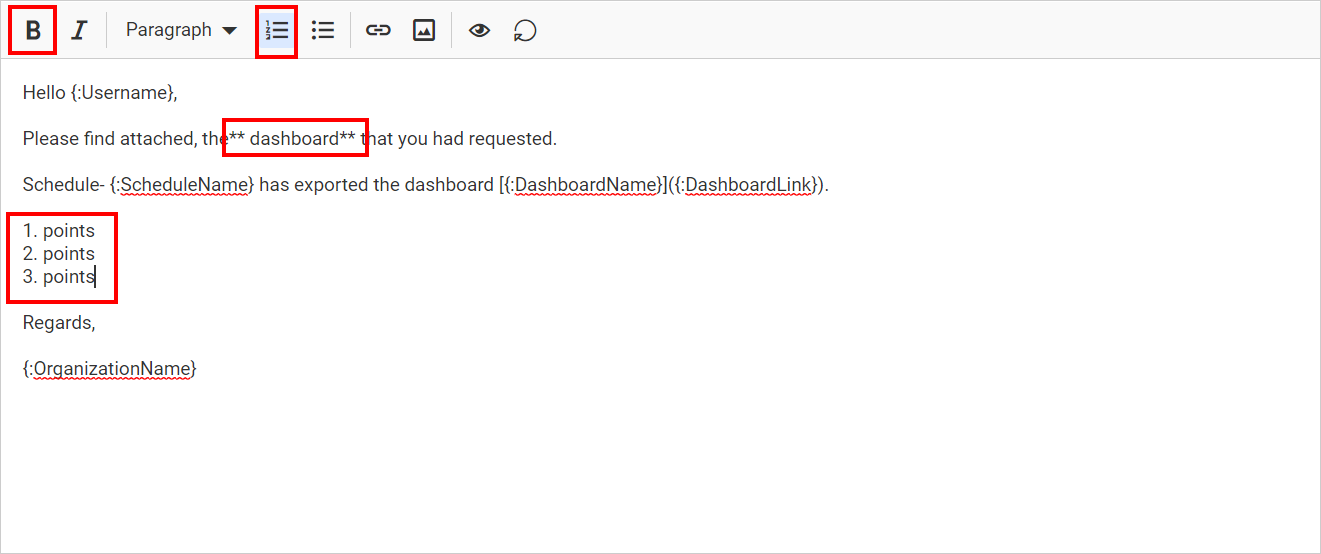 B I Paragraph
Hello {:Username},
Please find attached, the** dashboard** that you had requested.
Schedule- {:ScheduleName} has exported the dashboard [{:DashboardName}]({:DashboardLink}).
1. points
2. points
3. points
Regards,
{:OrganizationName}